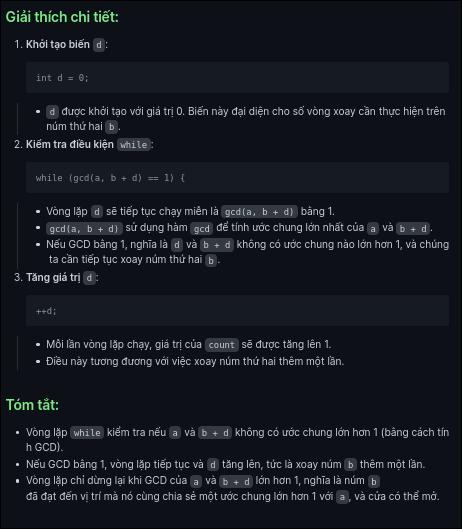 Giải thích chi tiết:
1. Khởi tạo biến d:
int d = 0;
• d được khởi tạo với giá trị 0. Biến này đại diện cho số vòng xoay cần thực hiện trên
núm thứ hai b.
2. Kiểm tra điều kiện while:
while (gcd(a, b + d) == 1) {
• Vòng lặp d sẽ tiếp tục chạy miễn là gcd(a, b + d) bằng 1.
• gcd(a, b + d) sử dụng hàm gcd để tính ước chung lớn nhất của a và b + d.
• Nếu GCD bằng 1, nghĩa là d và b + d không có ước chung nào lớn hơn 1, và chúng
ta cần tiếp tục xoay núm thứ hai b.
3. Tăng giá trị d:
++d;
• Mỗi lần vòng lặp chạy, giá trị của count sẽ được tăng lên 1.
• Điều này tương đương với việc xoay núm thứ hai thêm một lần.
Tóm tắt:
• Vòng lặp while kiểm tra nếu a và b + d không có ước chung lớn hơn 1 (bằng cách tín
h GCD).
• Nếu GCD bằng 1, vòng lặp tiếp tục và d tăng lên, tức là xoay núm b thêm một lần.
• Vòng lặp chỉ dừng lại khi GCD của a và b + d lớn hơn 1, nghĩa là núm b
đã đạt đến vị trí mà nó cùng chia sẻ một ước chung lớn hơn 1 với a, và cửa có thể mở.